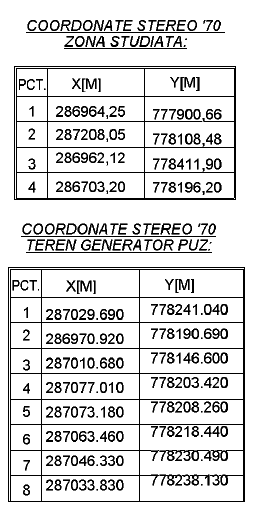 COORDONATE STEREO '70
ZONA STUDIATA:
PCT. X[M] Y[M]
1 286964,25 777900,66
2 287208,05 778108,48
3 286962,12 778411,90
4 286703,20 778196,20
COORDONATE STEREO '70
TEREN GENERATOR PUZ:
PCT. X[M] Y[M]
1 287029.690 778241.040
2 286970.920 778190.690
3 287010.680 778146.600
4 287077.010 778203.420
5 287073.180 778208.260
6 287063.460 778218.440
7 287046.330 778230.490
8 287033.830 778238.130